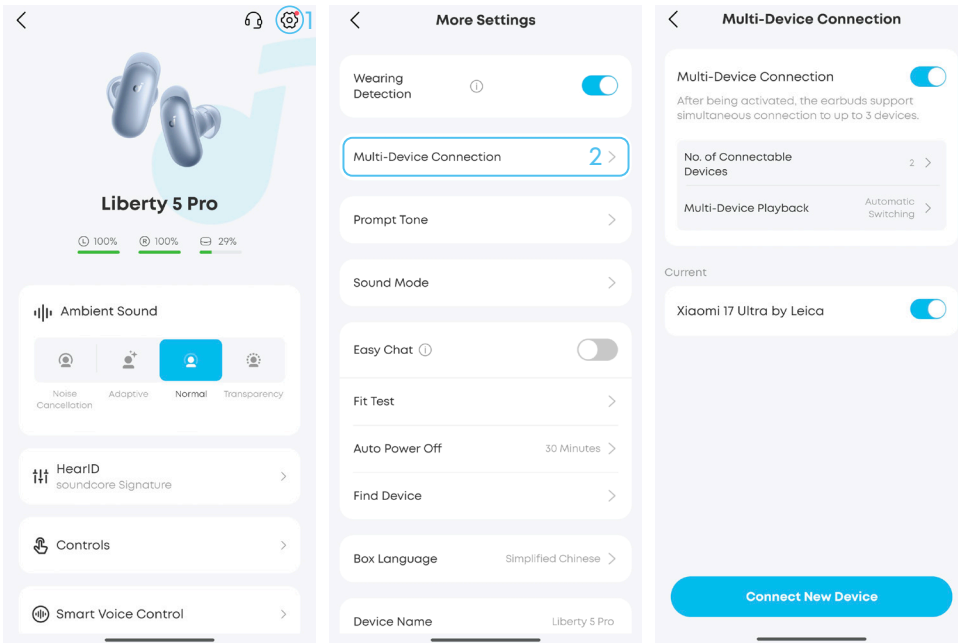 1
Liberty 5 Pro
L 100% R 100% 29%
Ambient Sound
Noise Cancellation
Adaptive
Normal
Transparency
HearID
soundcore Signature
Controls
Smart Voice Control
More Settings
Wearing
Detection
Multi-Device Connection 2
Prompt Tone
Sound Mode
Easy Chat
Fit Test
Auto Power Off 30 Minutes
Find Device
Box Language Simplified Chinese
Device Name Liberty 5 Pro
Multi-Device Connection
Multi-Device Connection
After being activated, the earbuds support
simultaneous connection to up to 3 devices.
No. of Connectable
Devices
2
Multi-Device Playback
Automatic
Switching
Current
Xiaomi 17 Ultra by Leica
Connect New Device